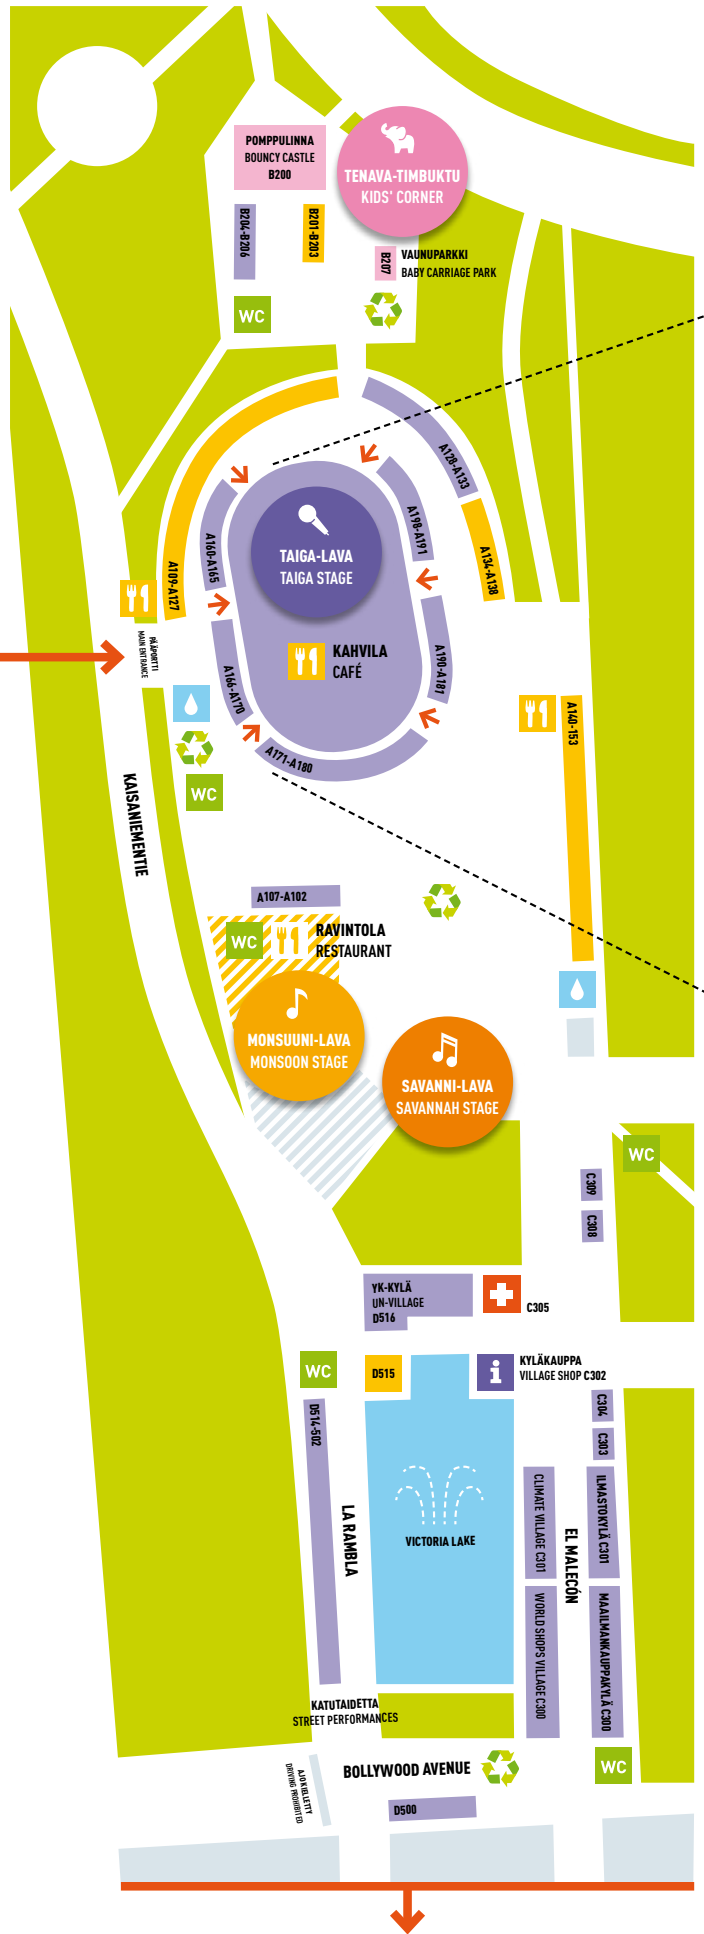 POMPPULINNA
BOUNCY CASTLE
B200
TENAVA-TIMBUKTU
KIDS' CORNER
B204-B206
B201-B203
B207
VAUNUPARKKI
BABY CARRIAGE PARK
WC
A128-A133
A198-A191
A134-A138
A160-A165
A109-A127
TAIGA-LAVA
TAIGA STAGE
PÄÄPORTTI
MAIN ENTRANCE
KAHVILA
CAFÉ
A190-A181
A166-A170
A171-A180
A140-153
WC
KAISANIEMENTIE
A107-A102
WC
RAVINTOLA
RESTAURANT
MONSUUNI-LAVA
MONSOON STAGE
SAVANNI-LAVA
SAVANNAH STAGE
WC
C309
C308
YK-KYLÄ
UN-VILLAGE
D516
C305
WC
D515
i
KYLÄKAUPPA
VILLAGE SHOP C302
C304
C303
D514-502
LA RAMBLA
VICTORIA LAKE
CLIMATE VILLAGE C301
EL MALECÓN
ILMASTOKYLÄ C301
WORLD SHOPS VILLAGE C300
MAAILMANKAUPPAKYLÄ C300
KATUTAIDETTA
STREET PERFORMANCES
AJO KIELLETTY
DRIVING PROHIBITED
BOLLYWOOD AVENUE
WC
D500